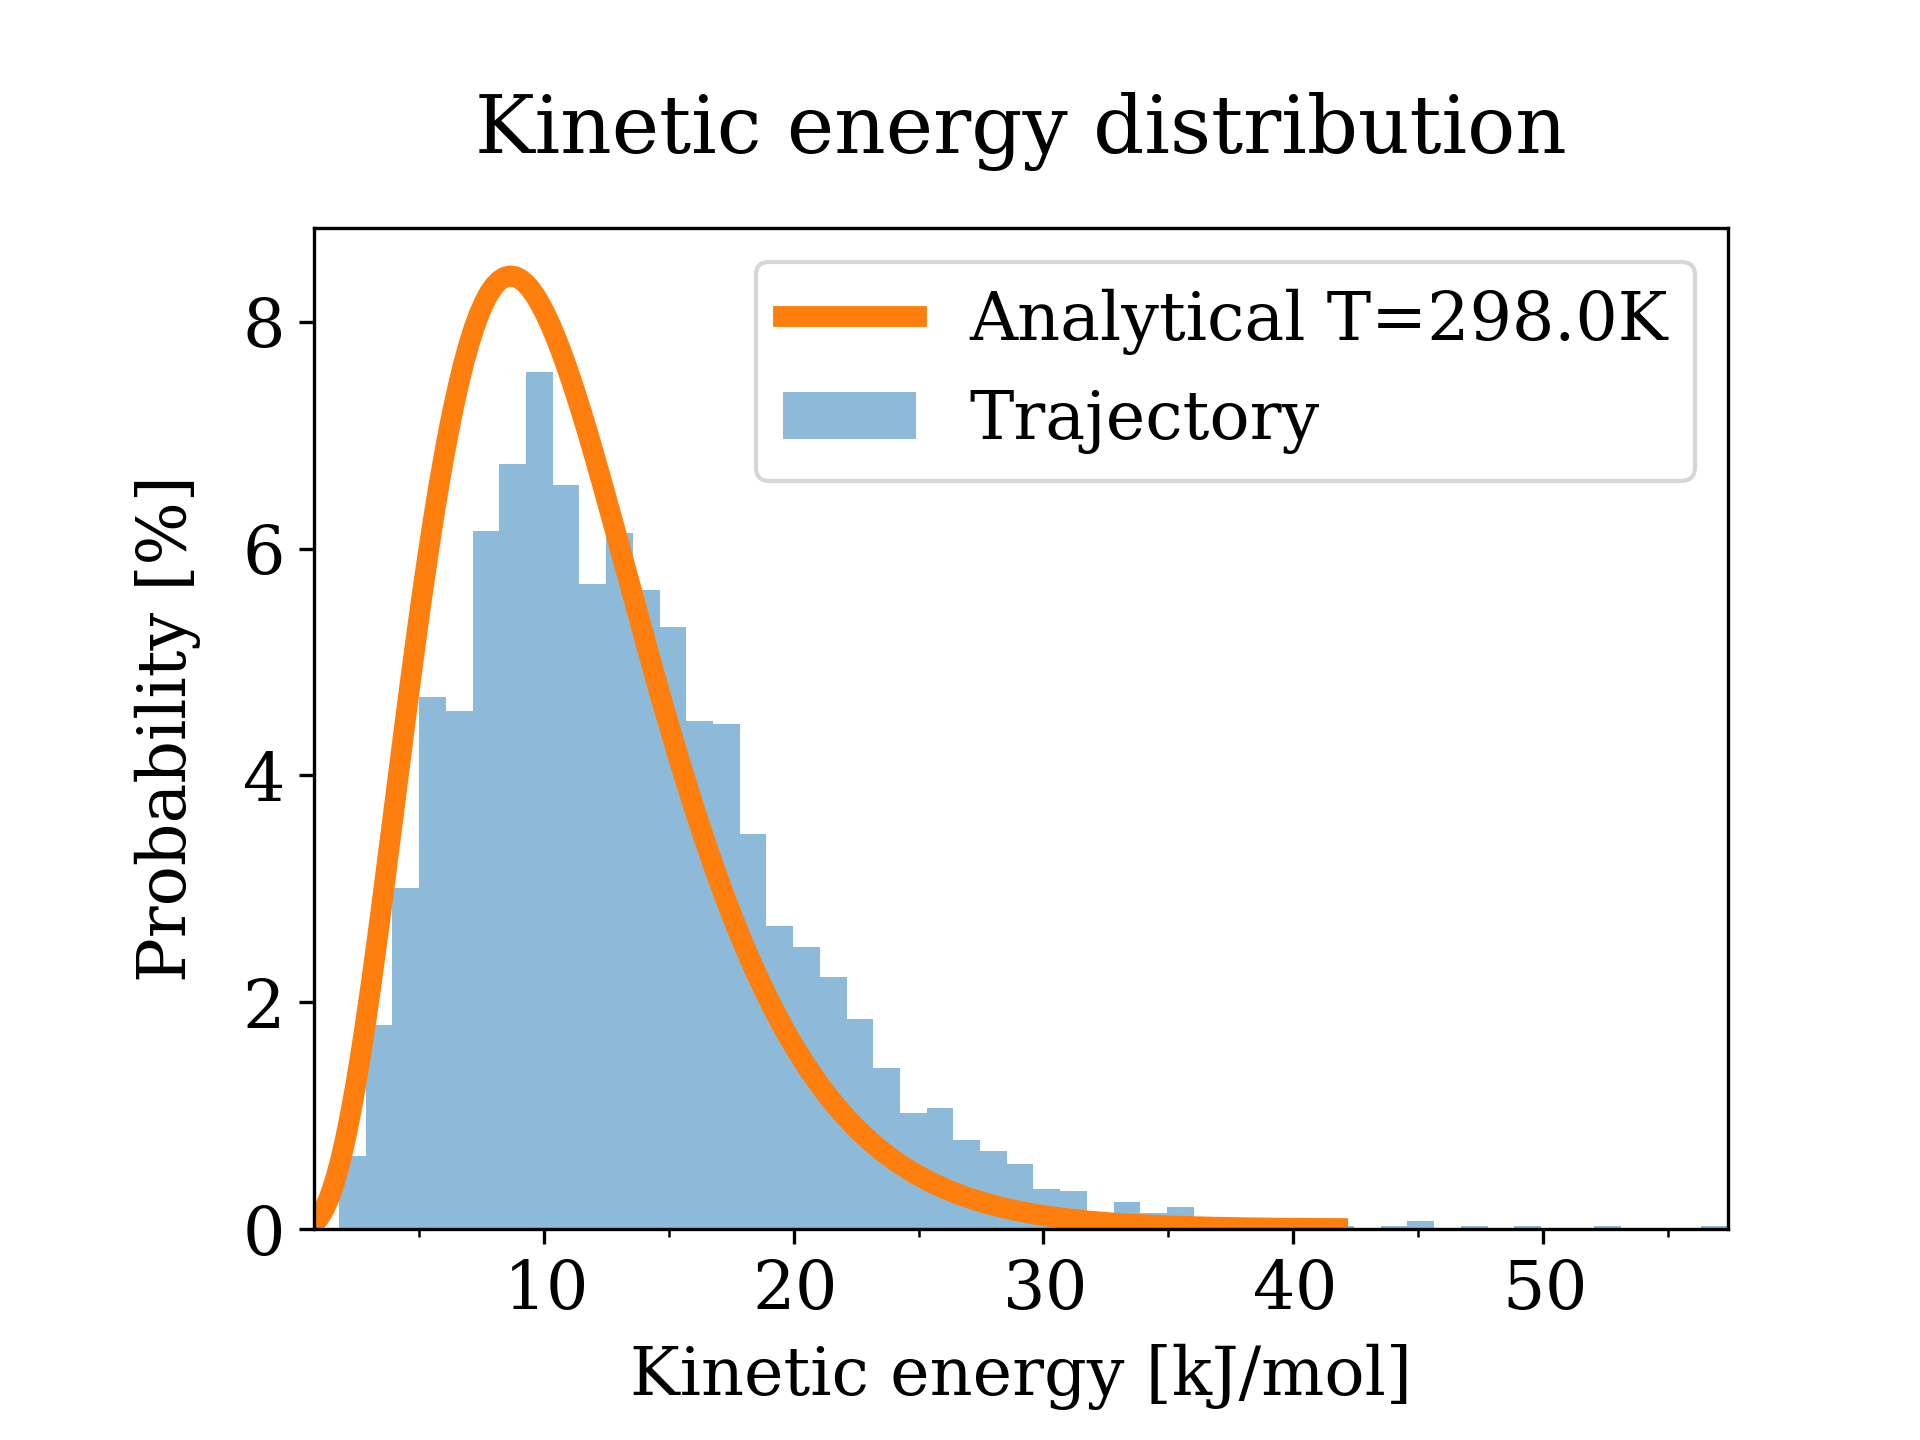 Kinetic energy distribution
Analytical T=298.0K
Trajectory
Probability [%]
8
6
4
2
0
10 20 30 40 50
Kinetic energy [kJ/mol]